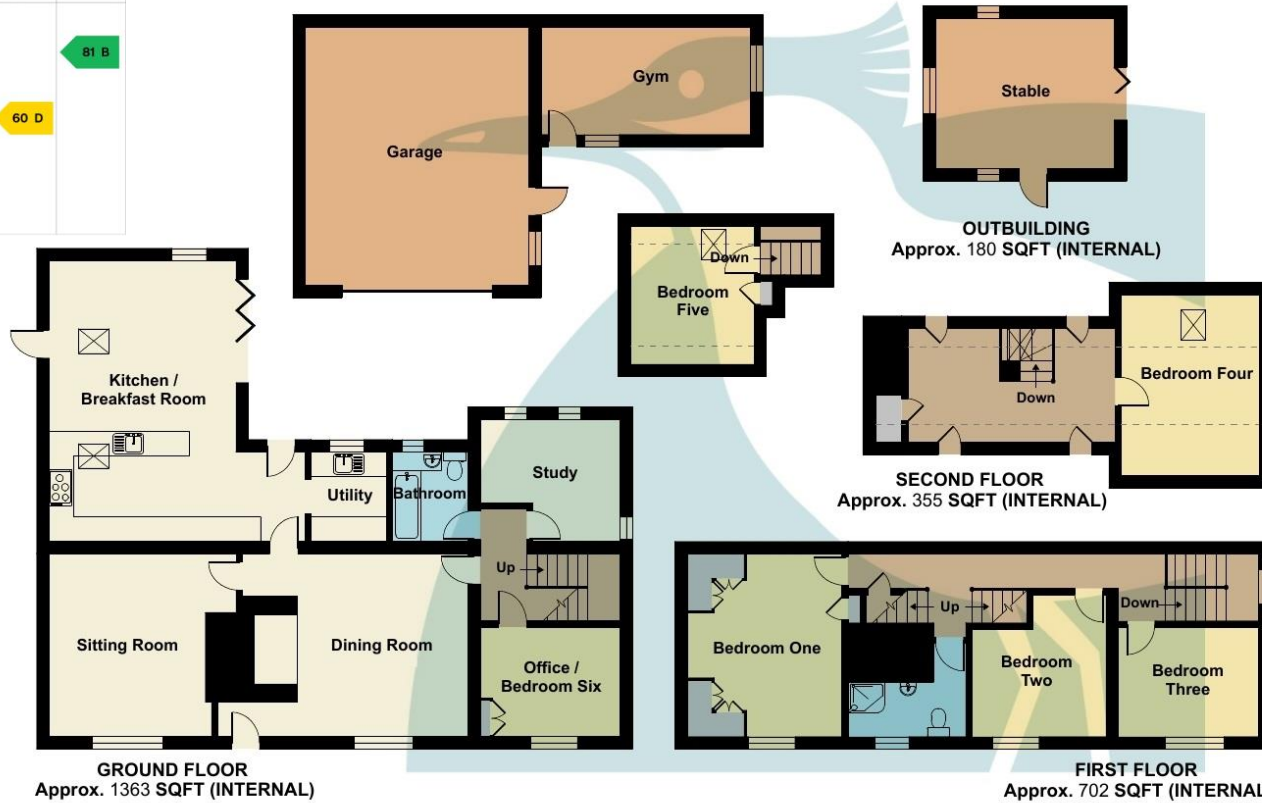 81 B
60 D
Garage
Gym
Stable
OUTBUILDING
Approx. 180 SQFT (INTERNAL)
Down
Bedroom
Five
Kitchen /
Breakfast Room
Utility
Bathroom
Study
Up
Sitting Room
Dining Room
Office /
Bedroom Six
GROUND FLOOR
Approx. 1363 SQFT (INTERNAL)
Down
Bedroom Four
SECOND FLOOR
Approx. 355 SQFT (INTERNAL)
Bedroom One
Up
Bedroom
Two
Down
Bedroom
Three
FIRST FLOOR
Approx. 702 SQFT (INTERNAL